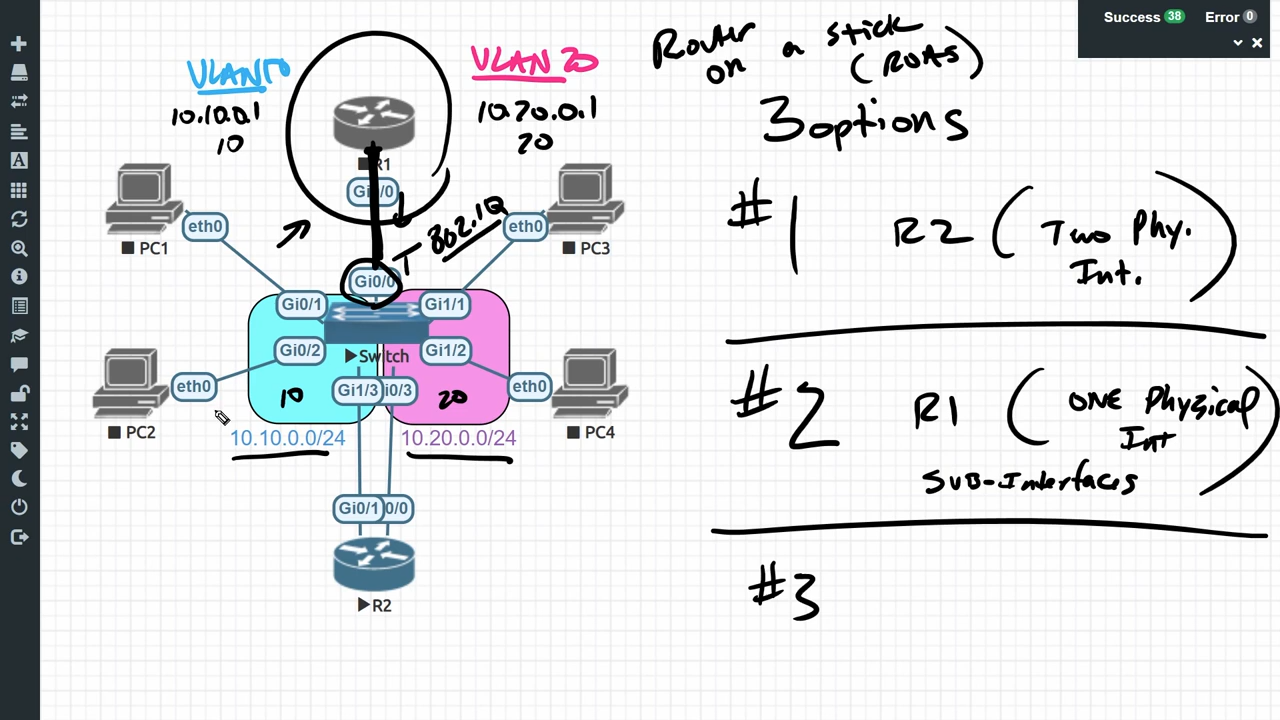 Success 38 Error 0
Router on a stick
(ROAS)
3 options
VLAN 10
10.10.0.1
10
VLAN 20
10.20.0.1
20
R1
802.1Q
T
PC1
eth0
PC3
eth0
Gi0/0
Gi0/1
Gi1/1
Gi0/2
Gi1/2
Switch
PC2
eth0
PC4
eth0
10
Gi1/3
i0/3
20
10.10.0.0/24
10.20.0.0/24
Gi0/1
0/0
R2
#1 R2 (Two Phy.
Int.)
#2 R1 (ONE Physical
Int
SUB-Interfaces)
#3